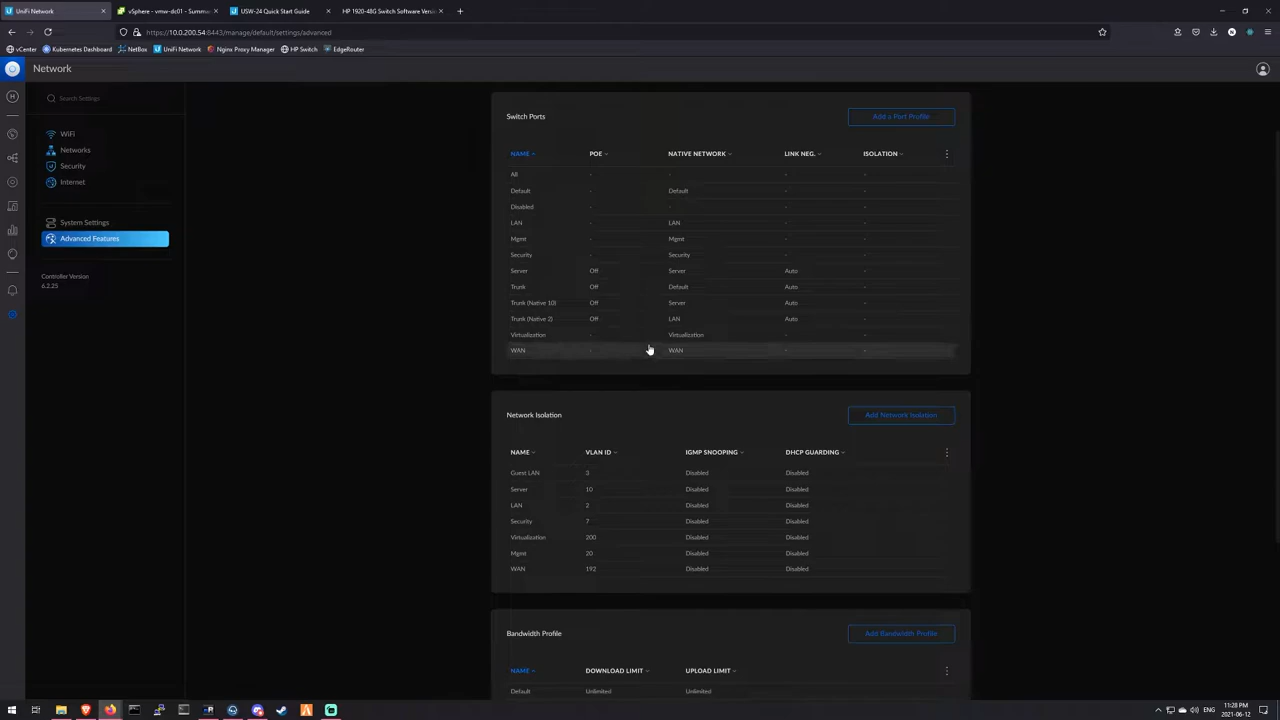 UniFi Network
vSphere - vmw-dc01 - Summa
USW-24 Quick Start Guide
HP 1920-48G Switch Software Versi
https://10.0.200.54:8443/manage/default/settings/advanced
vCenter Kubernetes Dashboard NetBox UniFi Network Nginx Proxy Manager HP Switch EdgeRouter
Network
Search Settings
WiFi
Networks
Security
Internet
System Settings
Advanced Features
Controller Version
6.2.25
Switch Ports Add a Port Profile
NAME POE NATIVE NETWORK LINK NEG. ISOLATION
All - - - -
Default - Default - -
Disabled - - - -
LAN - LAN - -
Mgmt - Mgmt - -
Security - Security - -
Server Off Server Auto -
Trunk Off Default Auto -
Trunk (Native 10) Off Server Auto -
Trunk (Native 2) Off LAN Auto -
Virtualization - Virtualization - -
WAN - WAN - -
Network Isolation Add Network Isolation
NAME VLAN ID IGMP SNOOPING DHCP GUARDING
Guest LAN 3 Disabled Disabled
Server 10 Disabled Disabled
LAN 2 Disabled Disabled
Security 7 Disabled Disabled
Virtualization 200 Disabled Disabled
Mgmt 20 Disabled Disabled
WAN 192 Disabled Disabled
Bandwidth Profile Add Bandwidth Profile
NAME DOWNLOAD LIMIT UPLOAD LIMIT
Default Unlimited Unlimited
ENG
11:28 PM
2021-06-12